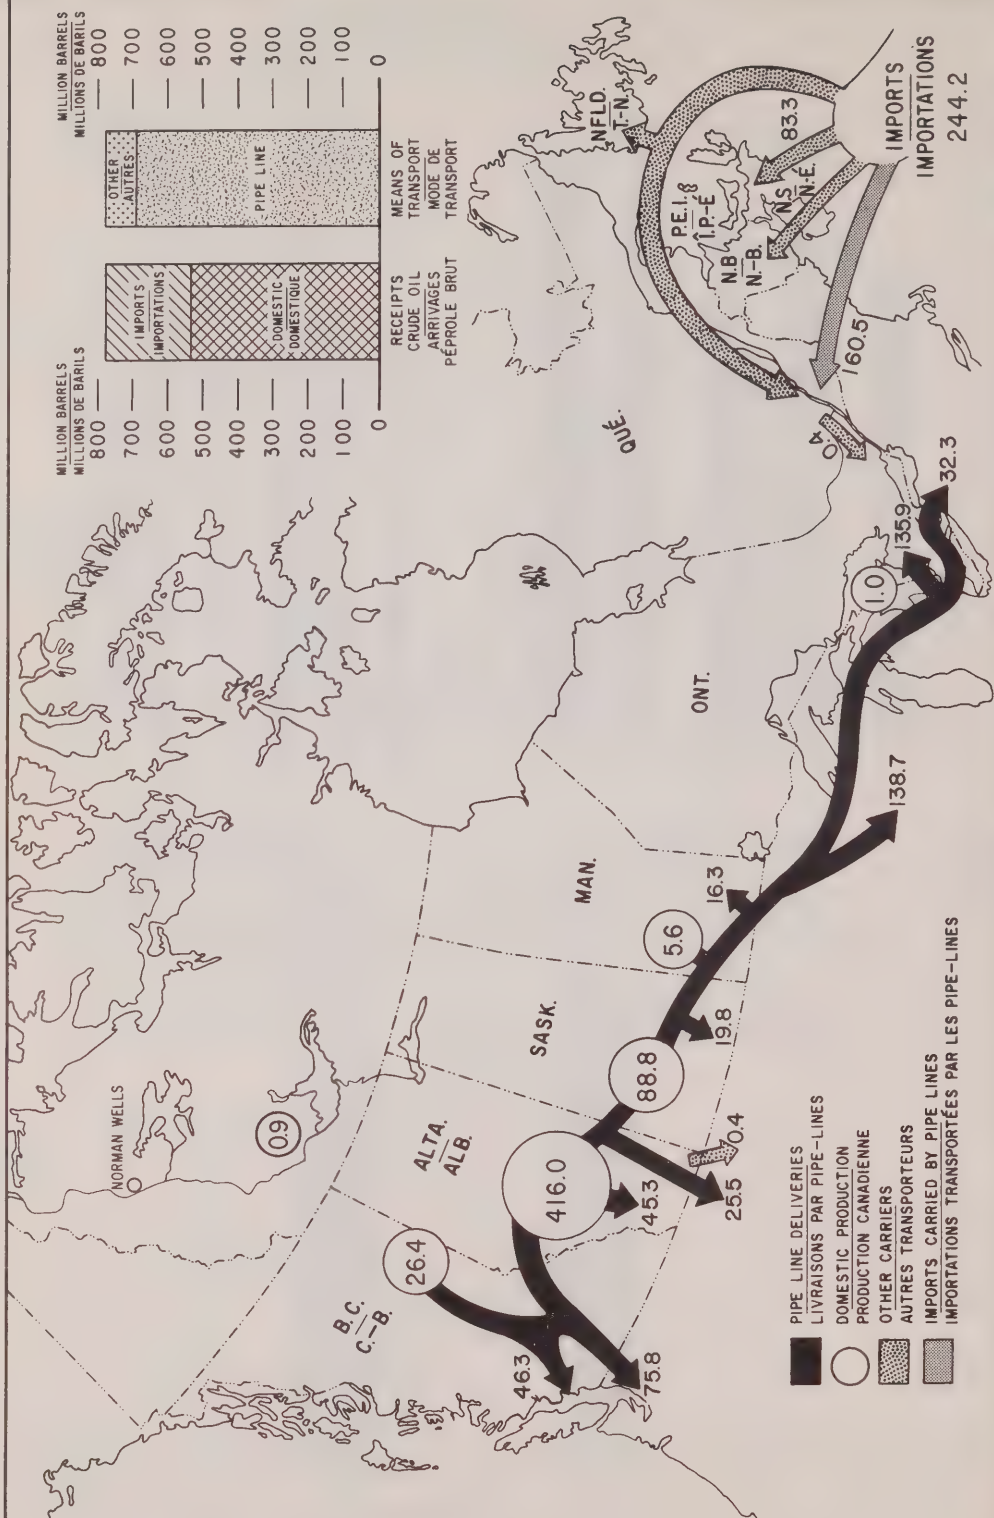 MILLION BARRELS
MILLIONS DE BARILS
800
700
600
500
400
300
200
100
0
IMPORTS
IMPORTATIONS
DOMESTIC
DOMESTIQUE
RECEIPTS
CRUDE OIL
ARRIVAGES
PÉPROLE BRUT
OTHER
AUTRES
PIPE LINE
MEANS OF
TRANSPORT
MODE DE
TRANSPORT
MILLION BARRELS
MILLIONS DE BARILS
800
700
600
500
400
300
200
100
0
NORMAN WELLS
0.9
B.C.
C.-B.
26.4
46.3
75.8
ALTA.
ALB.
416.0
45.3
25.5
0.4
SASK.
88.8
19.8
MAN.
5.6
16.3
138.7
ONT.
1.0
135.9
32.3
QUÉ.
0.4
160.5
NFLD.
T.-N.
P.E.I.
Î.P.-É
N.B
N.-B.
N.S
N.-É.
83.3
IMPORTS
IMPORTATIONS
244.2
PIPE LINE DELIVERIES
LIVRAISONS PAR PIPE-LINES
DOMESTIC PRODUCTION
PRODUCTION CANADIENNE
OTHER CARRIERS
AUTRES TRANSPORTEURS
IMPORTS CARRIED BY PIPE LINES
IMPORTATIONS TRANSPORTÉES PAR LES PIPE-LINES